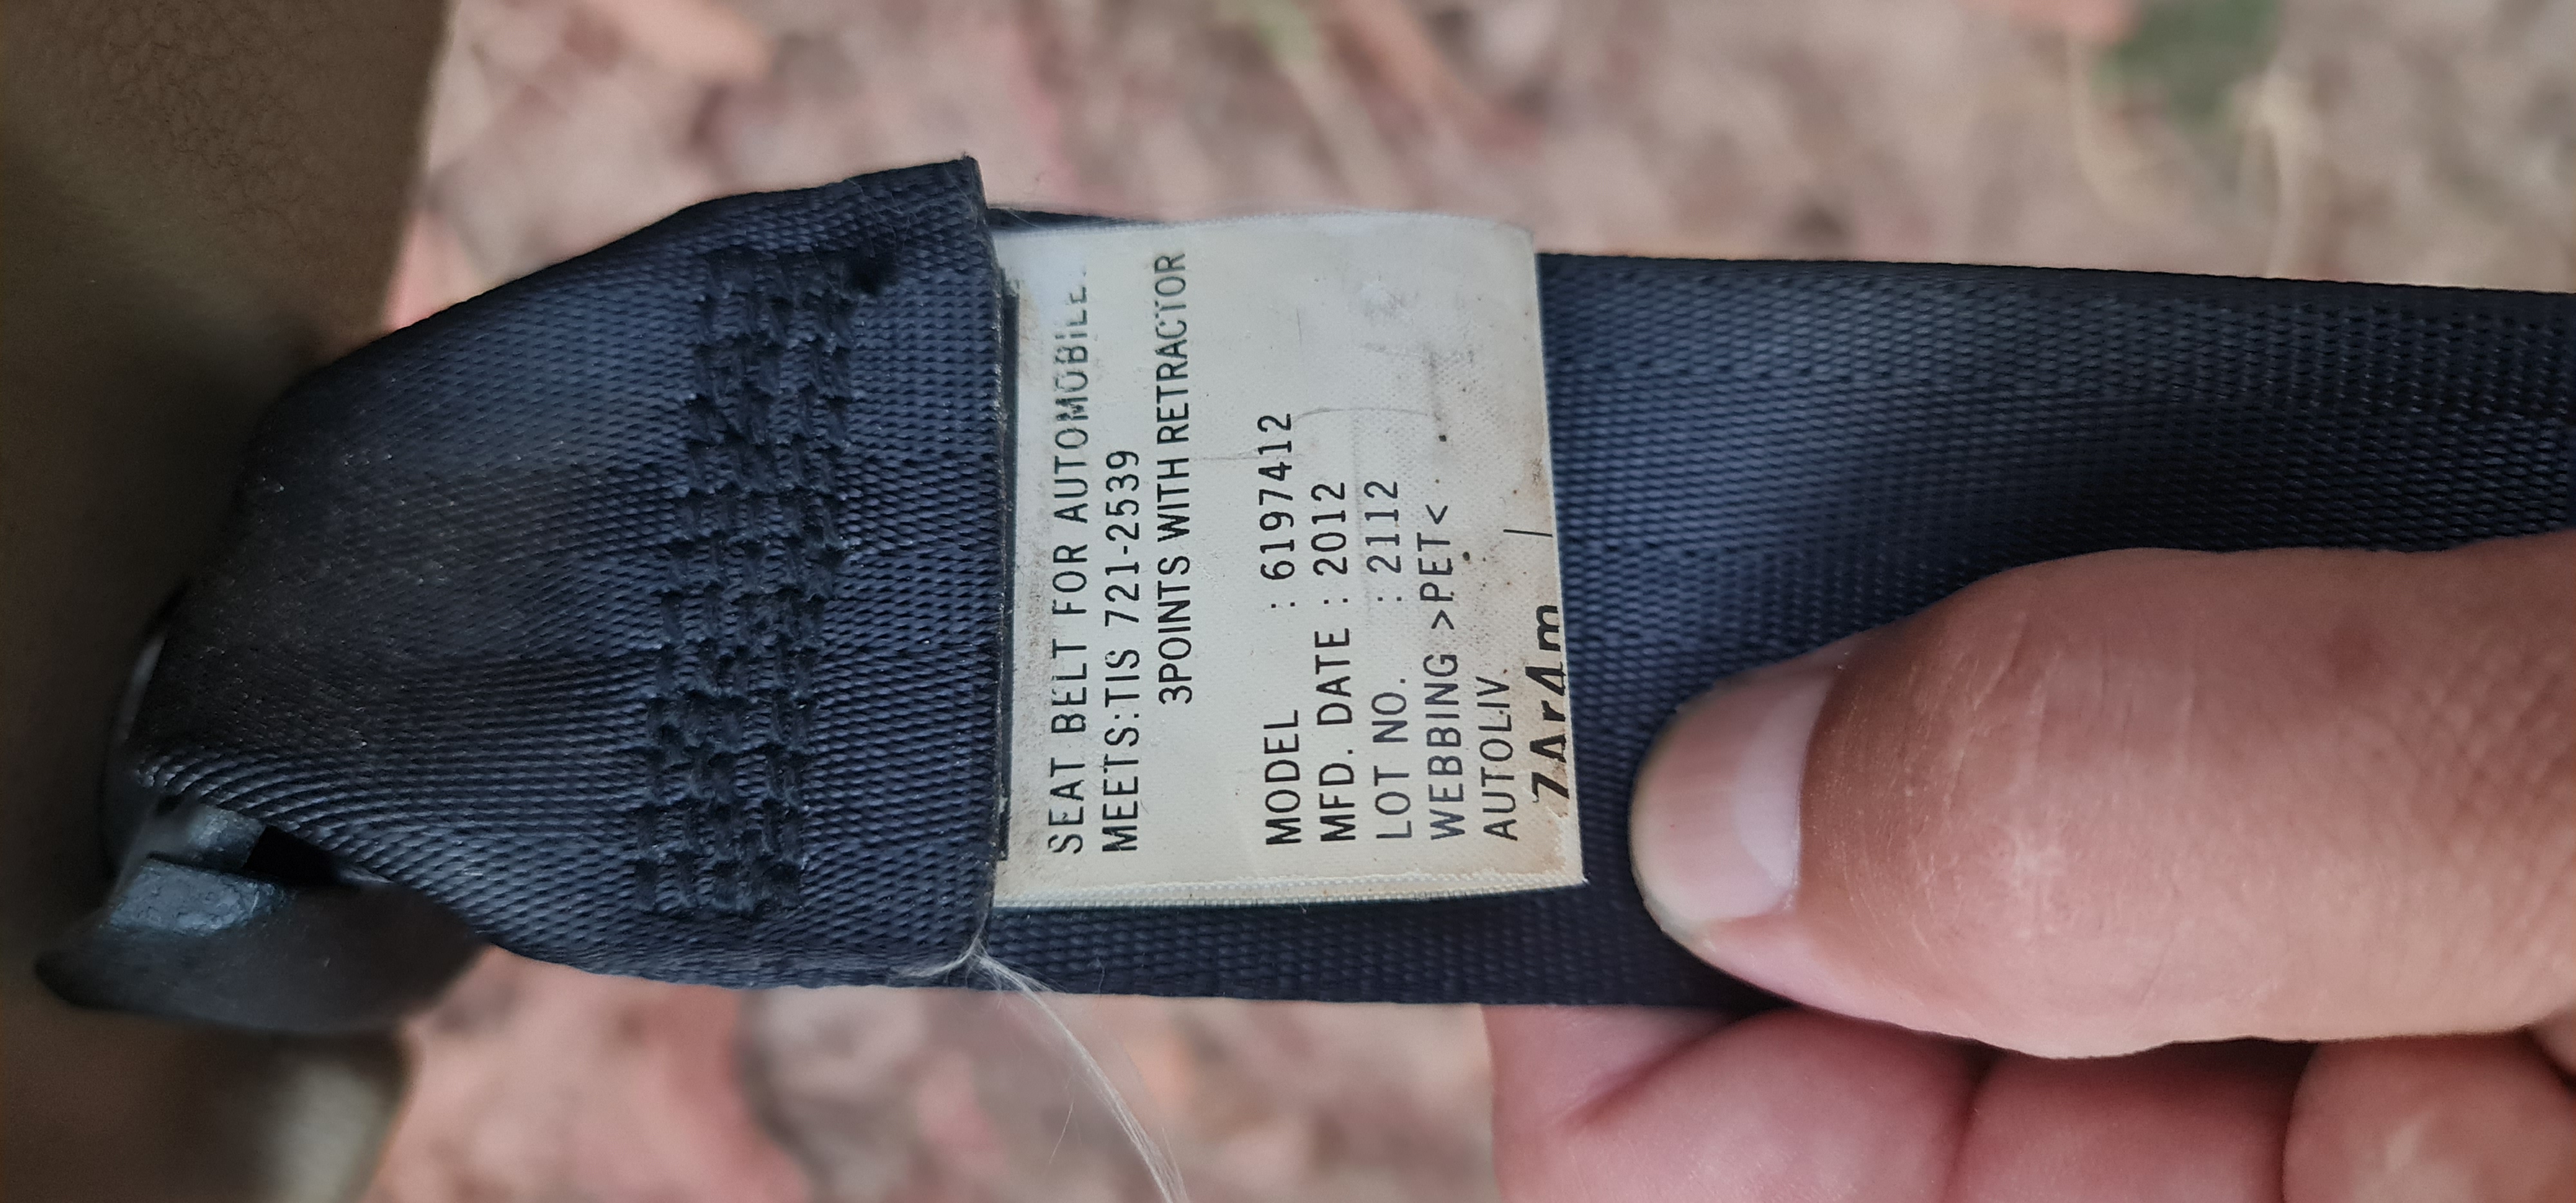 SEAT BELT FOR AUTOMOBILE.
MEETS:TIS 721-2539
3POINTS WITH RETRACTOR
MODEL : 6197412
MFD. DATE : 2012
LOT NO. : 2112
WEBBING >PET<
AUTOLIV.